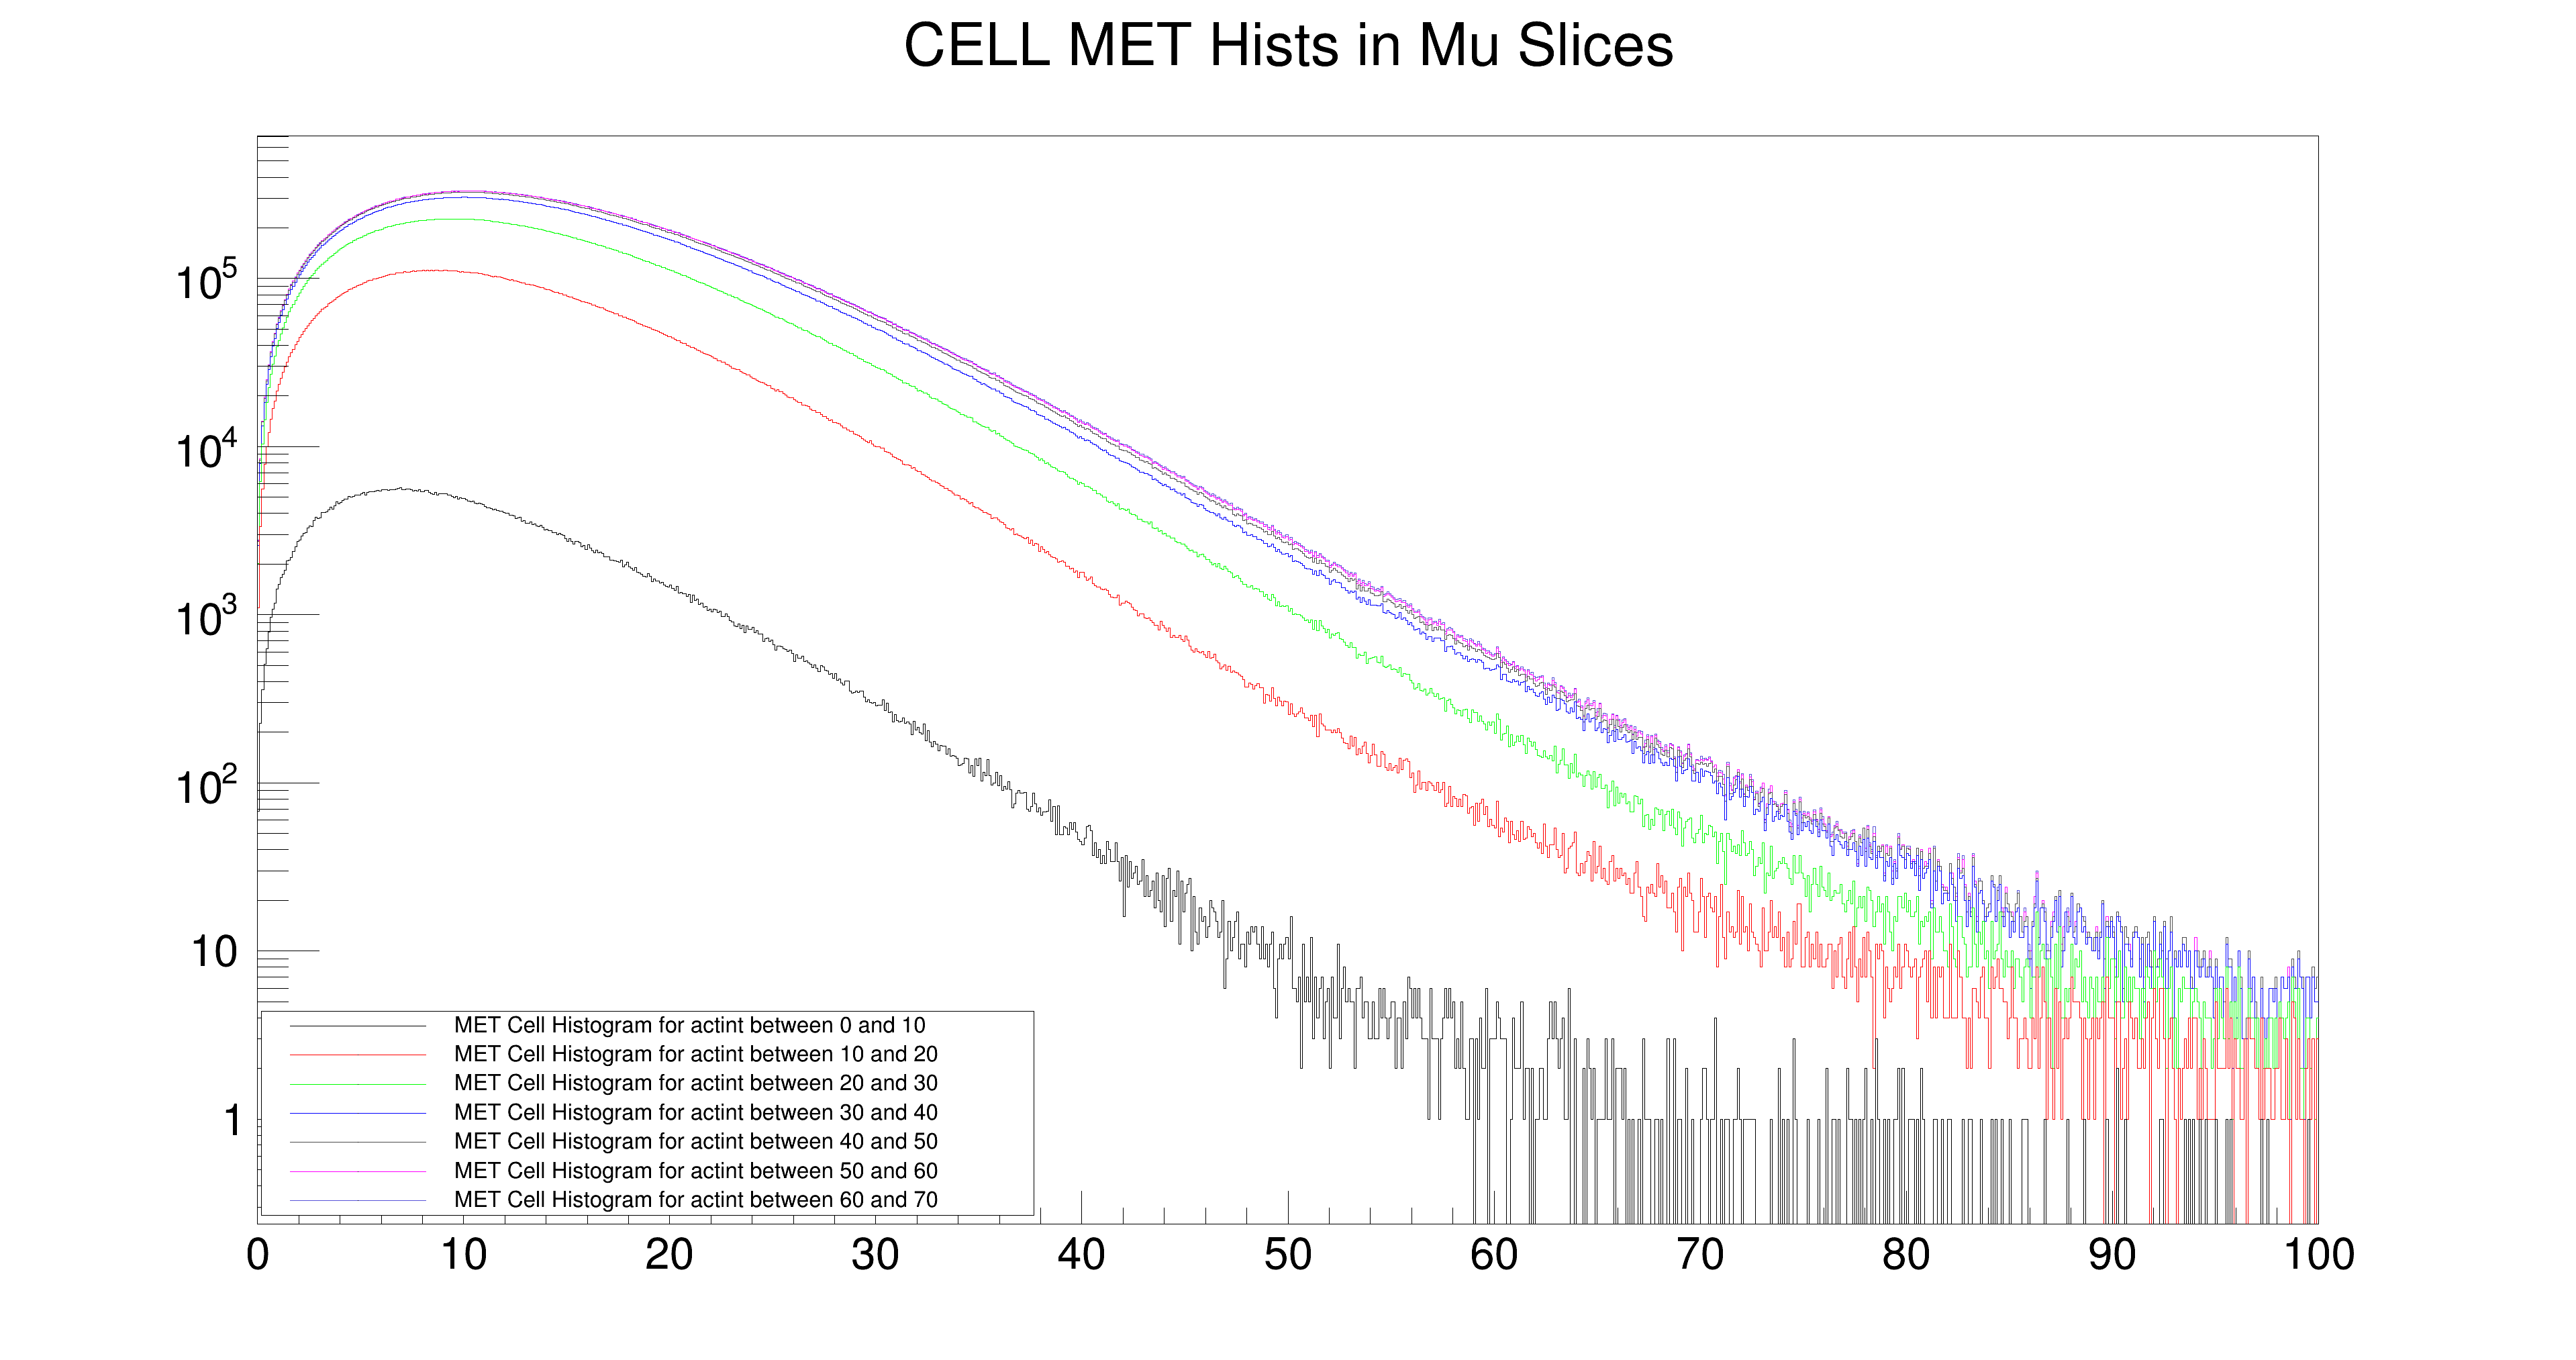 CELL MET Hists in Mu Slices
10^5
10^4
10^3
10^2
10
1
MET Cell Histogram for actint between 0 and 10
MET Cell Histogram for actint between 10 and 20
MET Cell Histogram for actint between 20 and 30
MET Cell Histogram for actint between 30 and 40
MET Cell Histogram for actint between 40 and 50
MET Cell Histogram for actint between 50 and 60
MET Cell Histogram for actint between 60 and 70
0 10 20 30 40 50 60 70 80 90 100